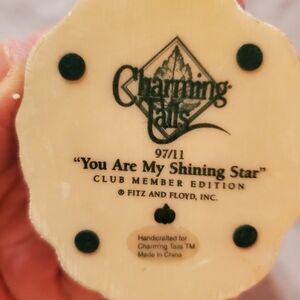 Charming
Tails
97/11
"You Are My Shining Star"
CLUB MEMBER EDITION
® FITZ AND FLOYD, INC.
Handcrafted for
Charming Tails TM
Made in China